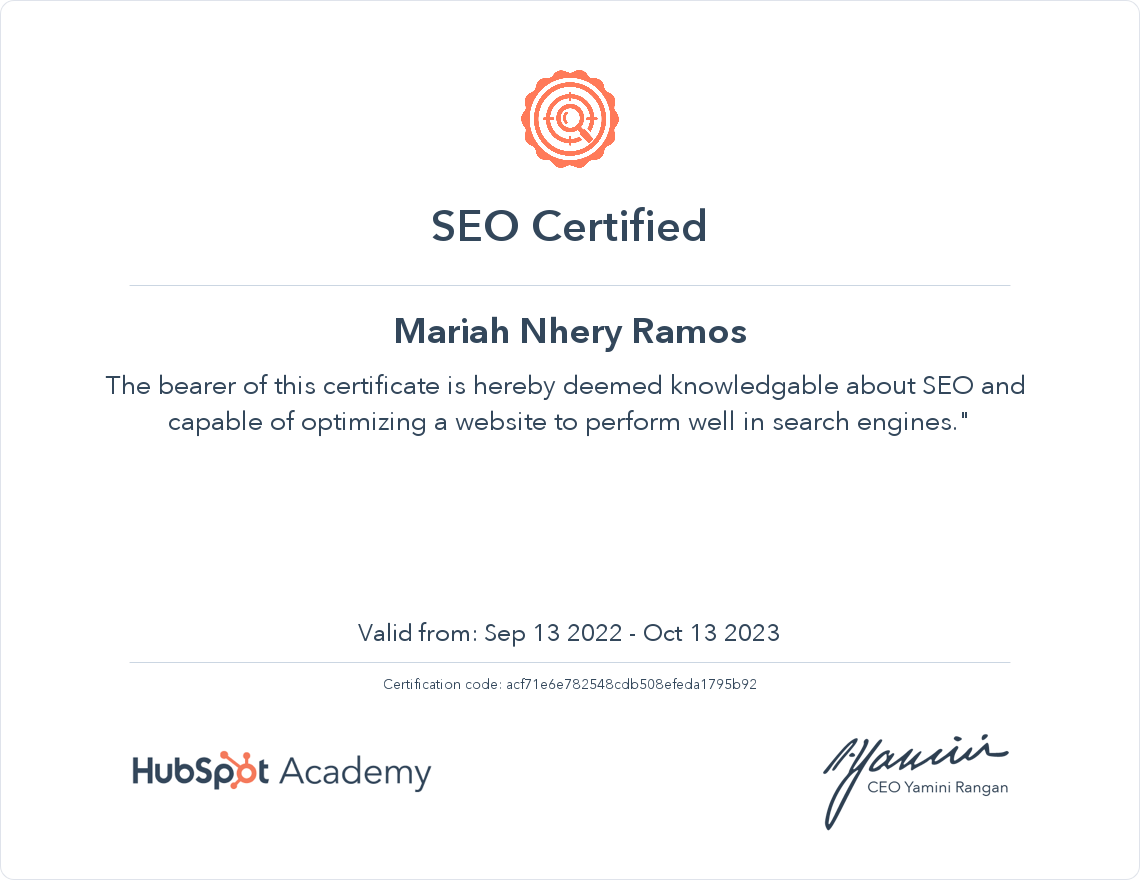 SEO Certified
Mariah Nhery Ramos
The bearer of this certificate is hereby deemed knowledgable about SEO and
capable of optimizing a website to perform well in search engines."
Valid from: Sep 13 2022 - Oct 13 2023
Certification code: acf71e6e782548cdb508efeda1795b92
HubSpot Academy
Yamini
CEO Yamini Rangan